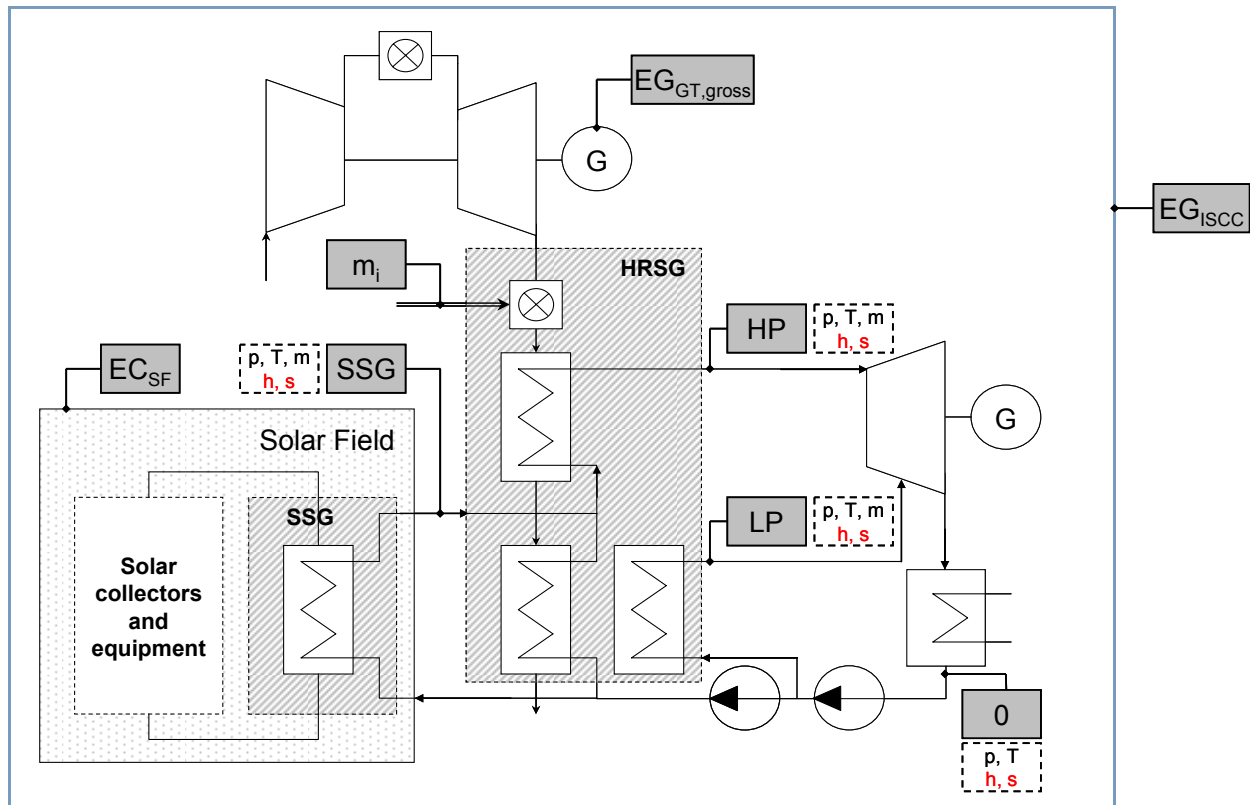 EG_GT,gross
G
EG_ISCC
m_i
HRSG
HP
p, T, m
h, s
EC_SF
p, T, m
h, s
SSG
G
Solar Field
SSG
LP
p, T, m
h, s
Solar
collectors
and
equipment
0
p, T
h, s